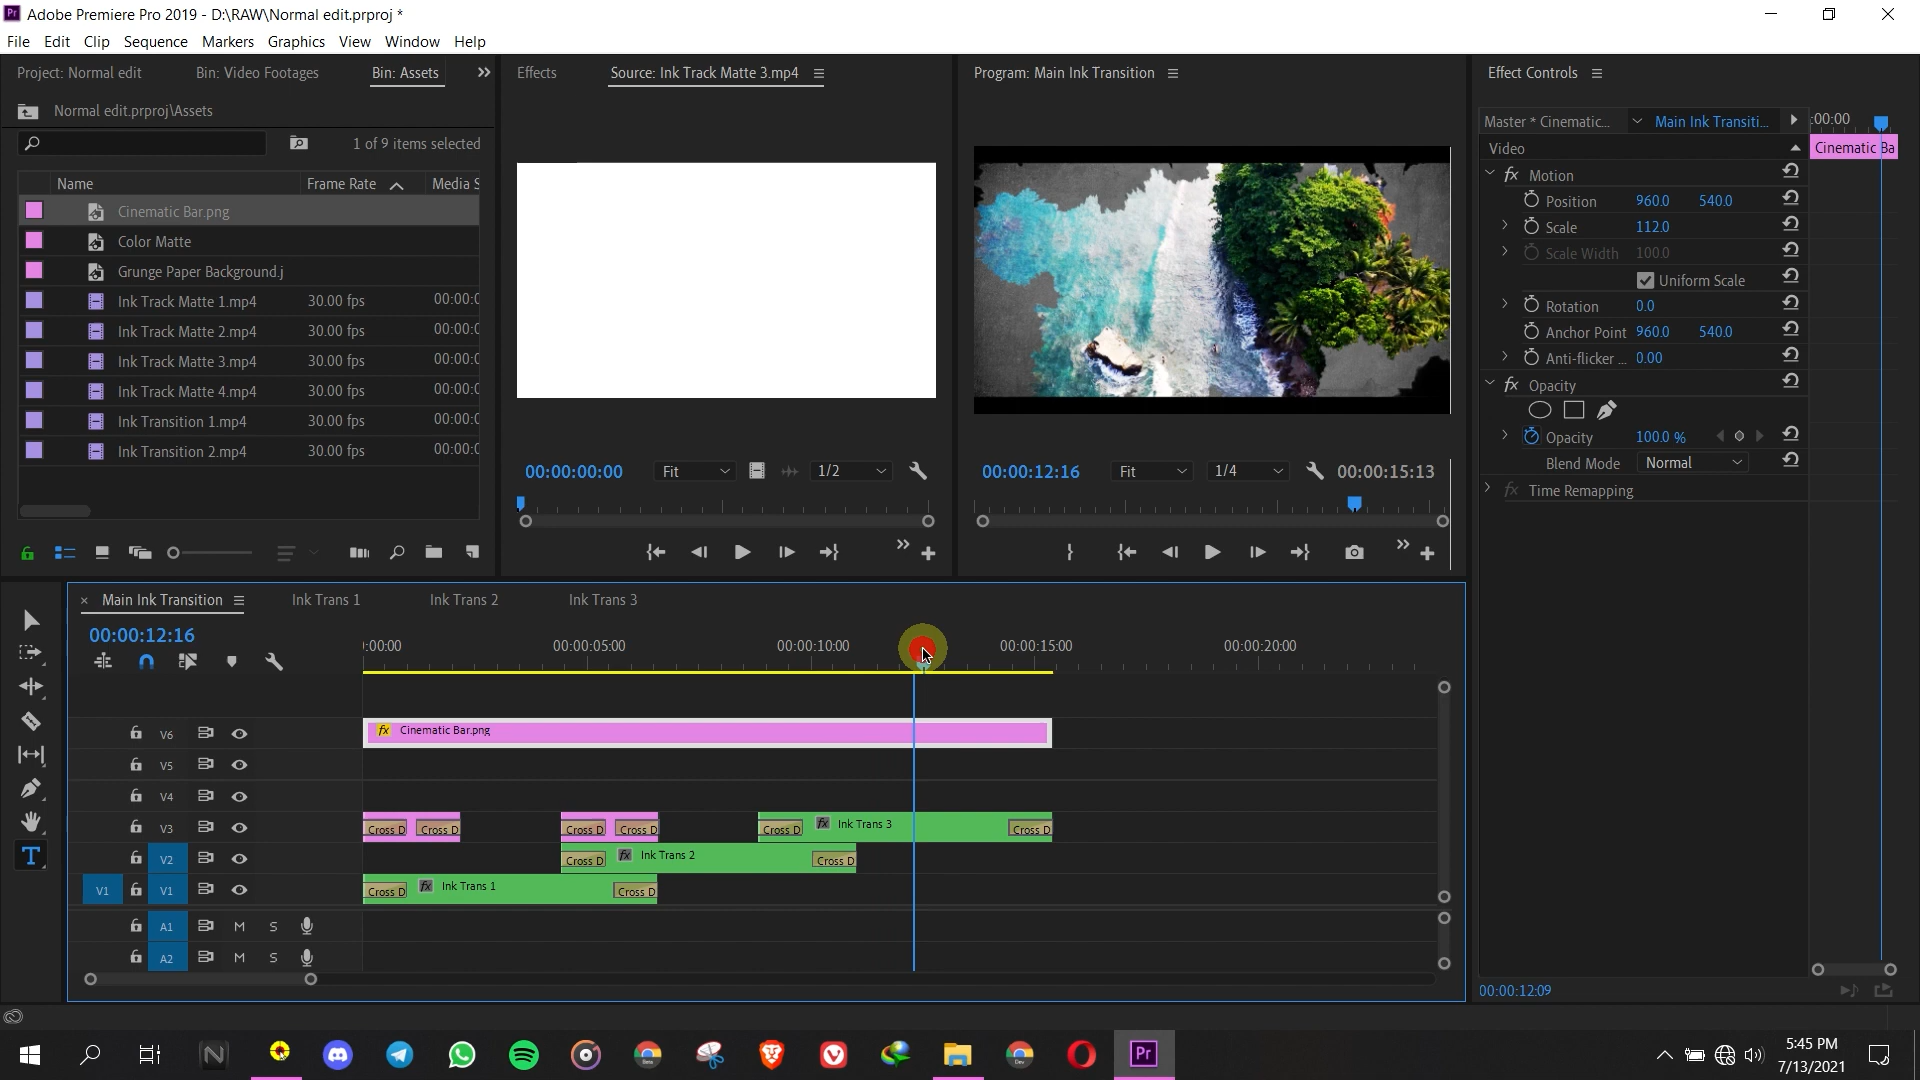 Adobe Premiere Pro 2019 - D:\RAW\Normal edit.prproj *
File Edit Clip Sequence Markers Graphics View Window Help
Project: Normal edit Bin: Video Footages Bin: Assets
Effects Source: Ink Track Matte 3.mp4
Program: Main Ink Transition
Effect Controls
Normal edit.prproj\Assets
1 of 9 items selected
Name Frame Rate Media S
Cinematic Bar.png
Color Matte
Grunge Paper Background.j
Ink Track Matte 1.mp4 30.00 fps 00:00:0
Ink Track Matte 2.mp4 30.00 fps 00:00:0
Ink Track Matte 3.mp4 30.00 fps 00:00:0
Ink Track Matte 4.mp4 30.00 fps 00:00:0
Ink Transition 1.mp4 30.00 fps 00:00:0
Ink Transition 2.mp4 30.00 fps 00:00:0
00:00:00:00 Fit 1/2
00:00:12:16 Fit 1/4 00:00:15:13
Master * Cinematic... Main Ink Transiti... :00:00
Video Cinematic Ba
fx Motion
Position 960.0 540.0
Scale 112.0
Scale Width 100.0
Uniform Scale
Rotation 0.0
Anchor Point 960.0 540.0
Anti-flicker ... 0.00
fx Opacity
Opacity 100.0 %
Blend Mode Normal
fx Time Remapping
00:00:12:09
× Main Ink Transition Ink Trans 1 Ink Trans 2 Ink Trans 3
00:00:12:16
:00:00 00:00:05:00 00:00:10:00 00:00:15:00 00:00:20:00
V6 fx Cinematic Bar.png
V5
V4
V3 Cross D Cross D Cross D Cross D Cross D fx Ink Trans 3 Cross D
V2 Cross D fx Ink Trans 2 Cross D
V1 V1 Cross D fx Ink Trans 1 Cross D
A1 M S
A2 M S
T
Pr
5:45 PM
7/13/2021